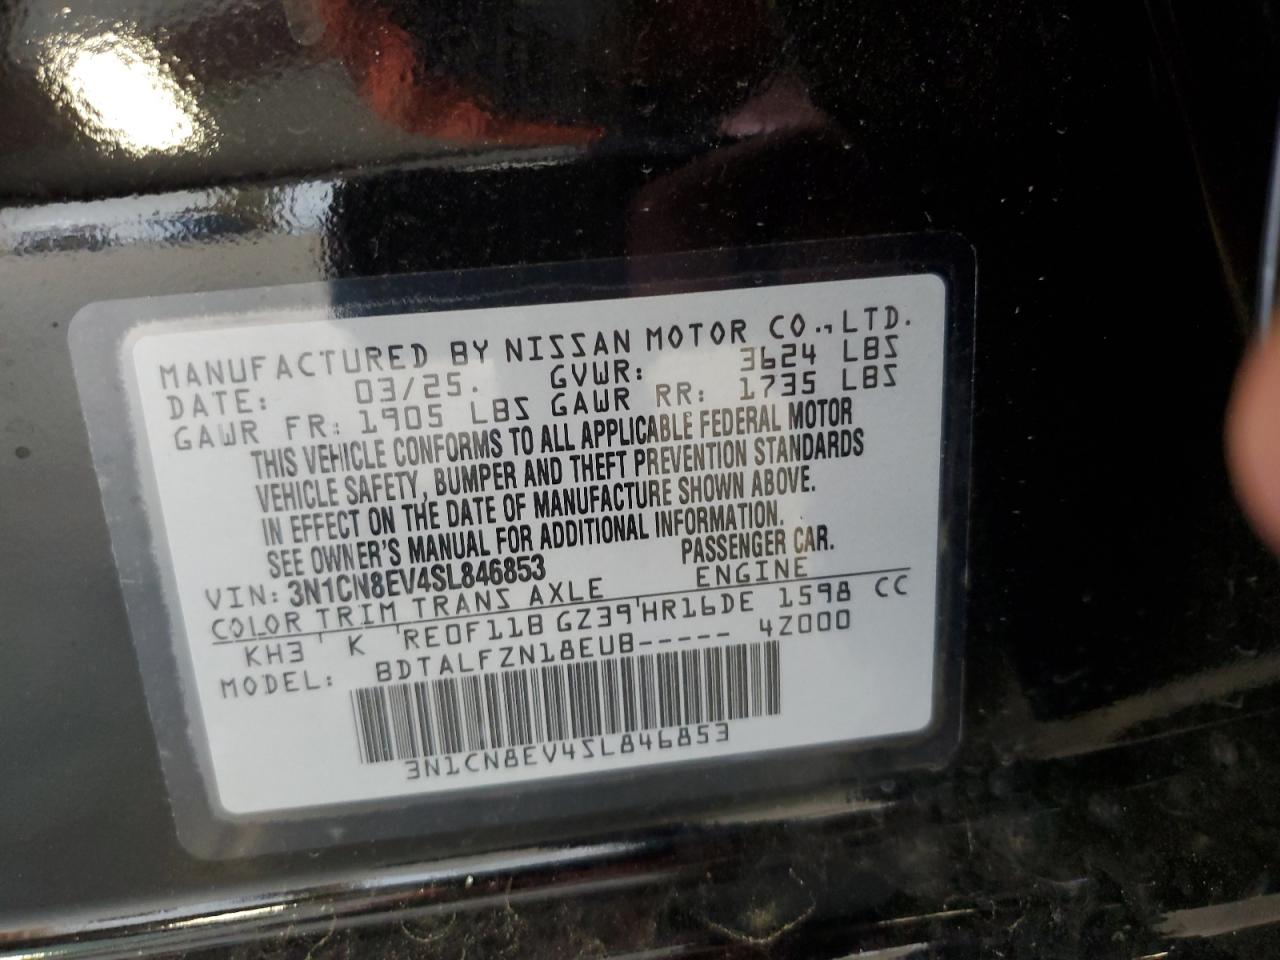 MANUFACTURED BY NISSAN MOTOR CO.,LTD.
DATE: 03/25. GVWR: 3624 LBS
GAWR FR: 1905 LBS GAWR RR: 1735 LBS
THIS VEHICLE CONFORMS TO ALL APPLICABLE FEDERAL MOTOR
VEHICLE SAFETY, BUMPER AND THEFT PREVENTION STANDARDS
IN EFFECT ON THE DATE OF MANUFACTURE SHOWN ABOVE.
SEE OWNER'S MANUAL FOR ADDITIONAL INFORMATION.
VIN: 3N1CN8EV4SL846853 PASSENGER CAR.
COLOR TRIM TRANS AXLE ENGINE
KH3 K RE0F11B GZ39 HR16DE 1598 CC
MODEL: BDTALFZN18EUB----- 4Z000
3N1CN8EV4SL846853